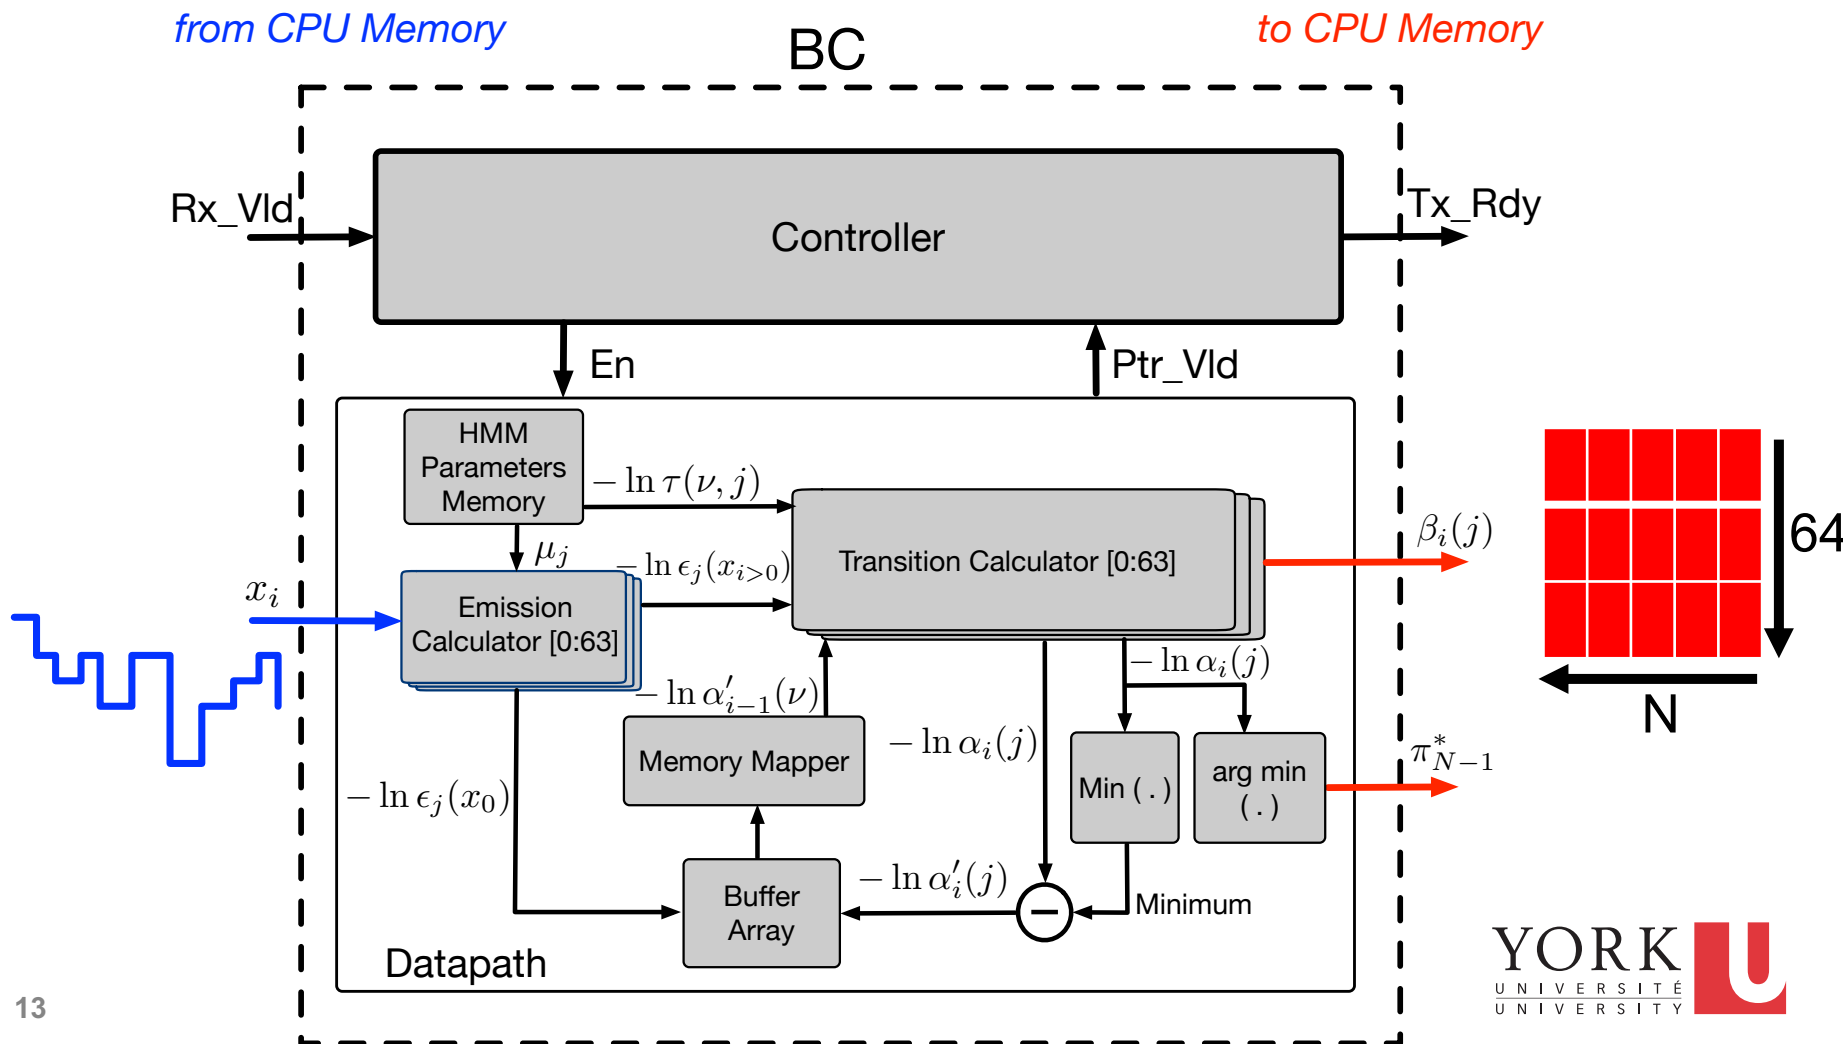 from CPU Memory
to CPU Memory
BC
Rx_Vld
Controller
Tx_Rdy
En
Ptr_Vld
HMM
Parameters
Memory
− ln τ(ν, j)
μ_j
− ln ϵ_j(x_{i>0})
Transition Calculator [0:63]
β_i(j)
64
x_i
Emission
Calculator [0:63]
− ln α_i(j)
− ln α′_{i−1}(ν)
N
Memory Mapper
− ln α_i(j)
Min ( . )
arg min
( . )
π*_{N−1}
− ln ϵ_j(x_0)
− ln α′_i(j)
Buffer
Array
−
Minimum
Datapath
YORK
UNIVERSITÉ
UNIVERSITY
U
13